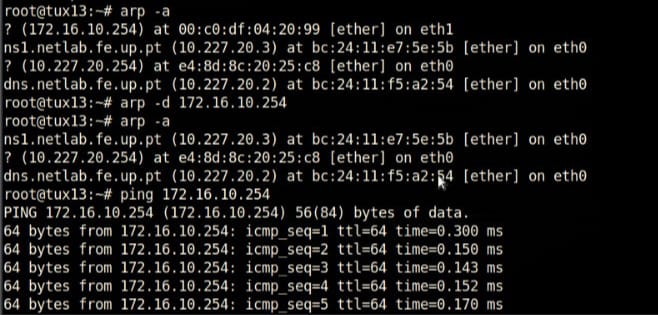 root@tux13:~# arp -a
? (172.16.10.254) at 00:c0:df:04:20:99 [ether] on eth1
ns1.netlab.fe.up.pt (10.227.20.3) at bc:24:11:e7:5e:5b [ether] on eth0
? (10.227.20.254) at e4:8d:8c:20:25:c8 [ether] on eth0
dns.netlab.fe.up.pt (10.227.20.2) at bc:24:11:f5:a2:54 [ether] on eth0
root@tux13:~# arp -d 172.16.10.254
root@tux13:~# arp -a
ns1.netlab.fe.up.pt (10.227.20.3) at bc:24:11:e7:5e:5b [ether] on eth0
? (10.227.20.254) at e4:8d:8c:20:25:c8 [ether] on eth0
dns.netlab.fe.up.pt (10.227.20.2) at bc:24:11:f5:a2:54 [ether] on eth0
root@tux13:~# ping 172.16.10.254
PING 172.16.10.254 (172.16.10.254) 56(84) bytes of data.
64 bytes from 172.16.10.254: icmp_seq=1 ttl=64 time=0.300 ms
64 bytes from 172.16.10.254: icmp_seq=2 ttl=64 time=0.150 ms
64 bytes from 172.16.10.254: icmp_seq=3 ttl=64 time=0.143 ms
64 bytes from 172.16.10.254: icmp_seq=4 ttl=64 time=0.152 ms
64 bytes from 172.16.10.254: icmp_seq=5 ttl=64 time=0.170 ms